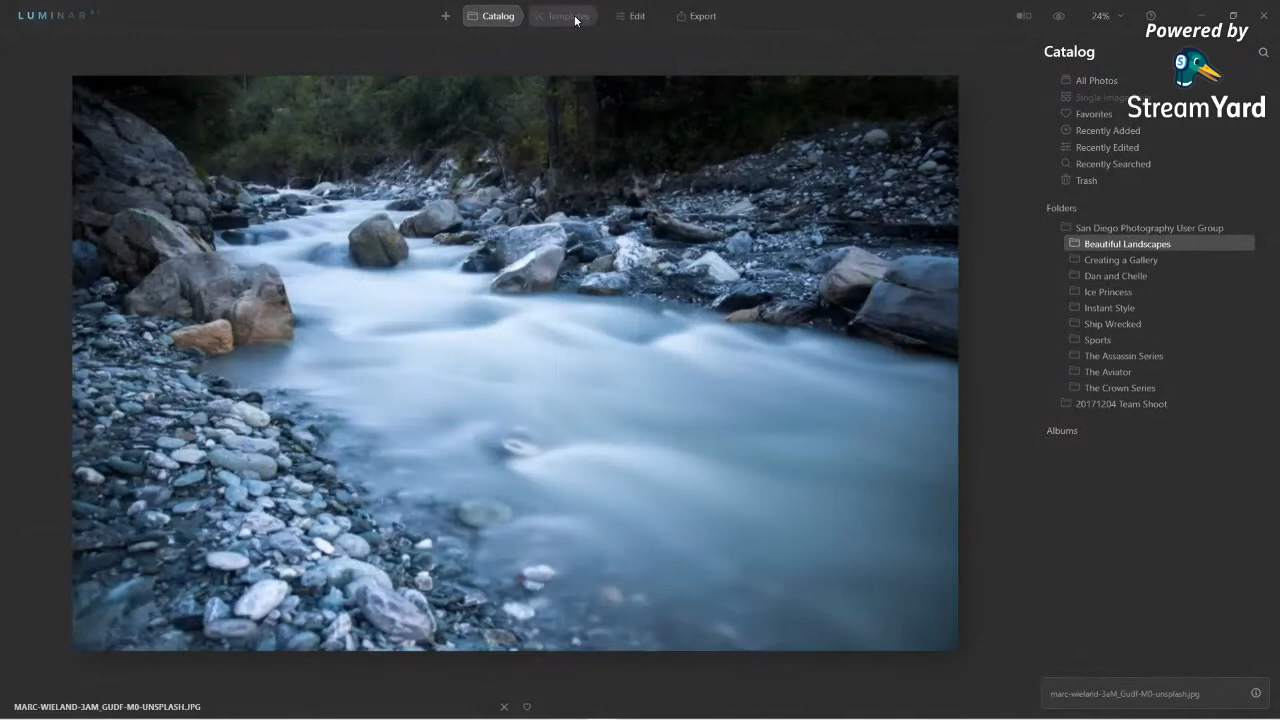 LUMINAR AI
Catalog
Templates
Edit
Export
24%
Powered by
StreamYard
Catalog
All Photos
Single Image
Favorites
Recently Added
Recently Edited
Recently Searched
Trash
Folders
San Diego Photography User Group
Beautiful Landscapes
Creating a Gallery
Dan and Chelle
Ice Princess
Instant Style
Ship Wrecked
Sports
The Assassin Series
The Aviator
The Crown Series
20171204 Team Shoot
Albums
marc-wieland-3aM_Gudf-M0-unsplash.jpg
MARC-WIELAND-3AM_GUDF-M0-UNSPLASH.JPG